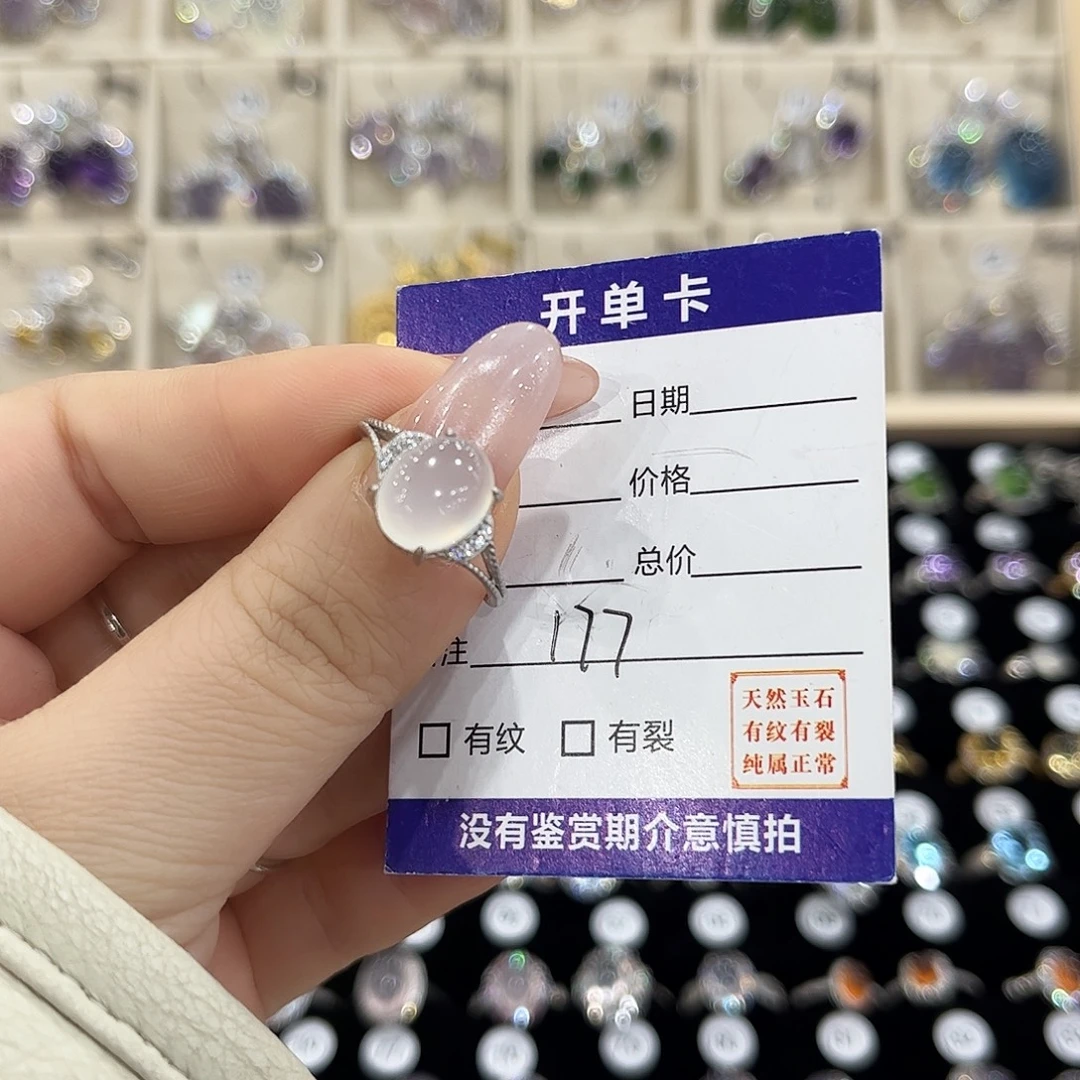 开单卡
日期
价格
总价
注 177
有纹 有裂
天然玉石
有纹有裂
纯属正常
没有鉴赏期介意慎拍